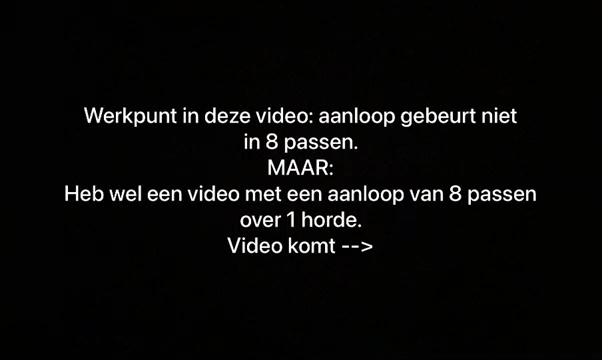 Werkpunt in deze video: aanloop gebeurt niet
in 8 passen.
MAAR:
Heb wel een video met een aanloop van 8 passen
over 1 horde.
Video komt -->